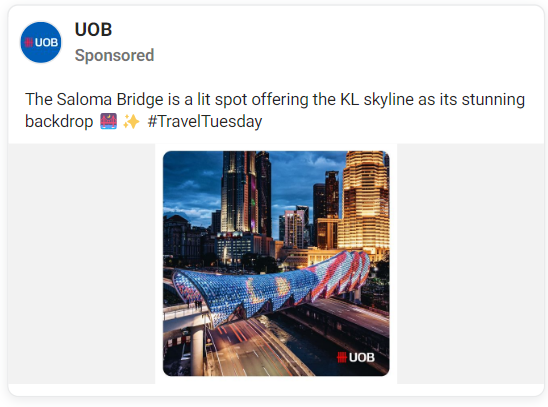 UOB
UOB
Sponsored
The Saloma Bridge is a lit spot offering the KL skyline as its stunning
backdrop 🌉 ✨ #TravelTuesday
UOB